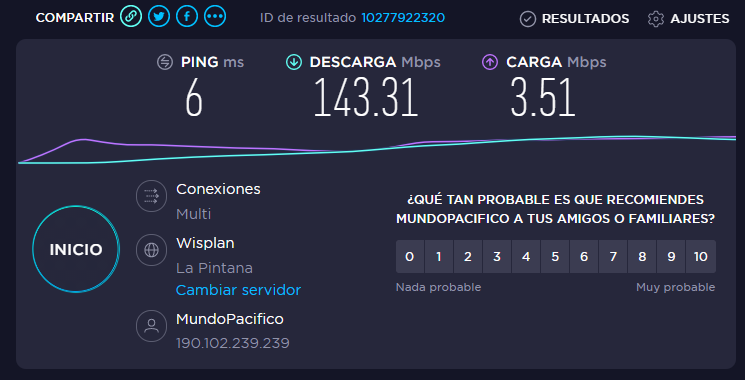 COMPARTIR
ID de resultado 10277922320
RESULTADOS
AJUSTES
PING ms
6
DESCARGA Mbps
143.31
CARGA Mbps
3.51
INICIO
Conexiones
Multi
Wisplan
La Pintana
Cambiar servidor
MundoPacifico
190.102.239.239
¿QUÉ TAN PROBABLE ES QUE RECOMIENDES
MUNDOPACIFICO A TUS AMIGOS O FAMILIARES?
0 1 2 3 4 5 6 7 8 9 10
Nada probable
Muy probable